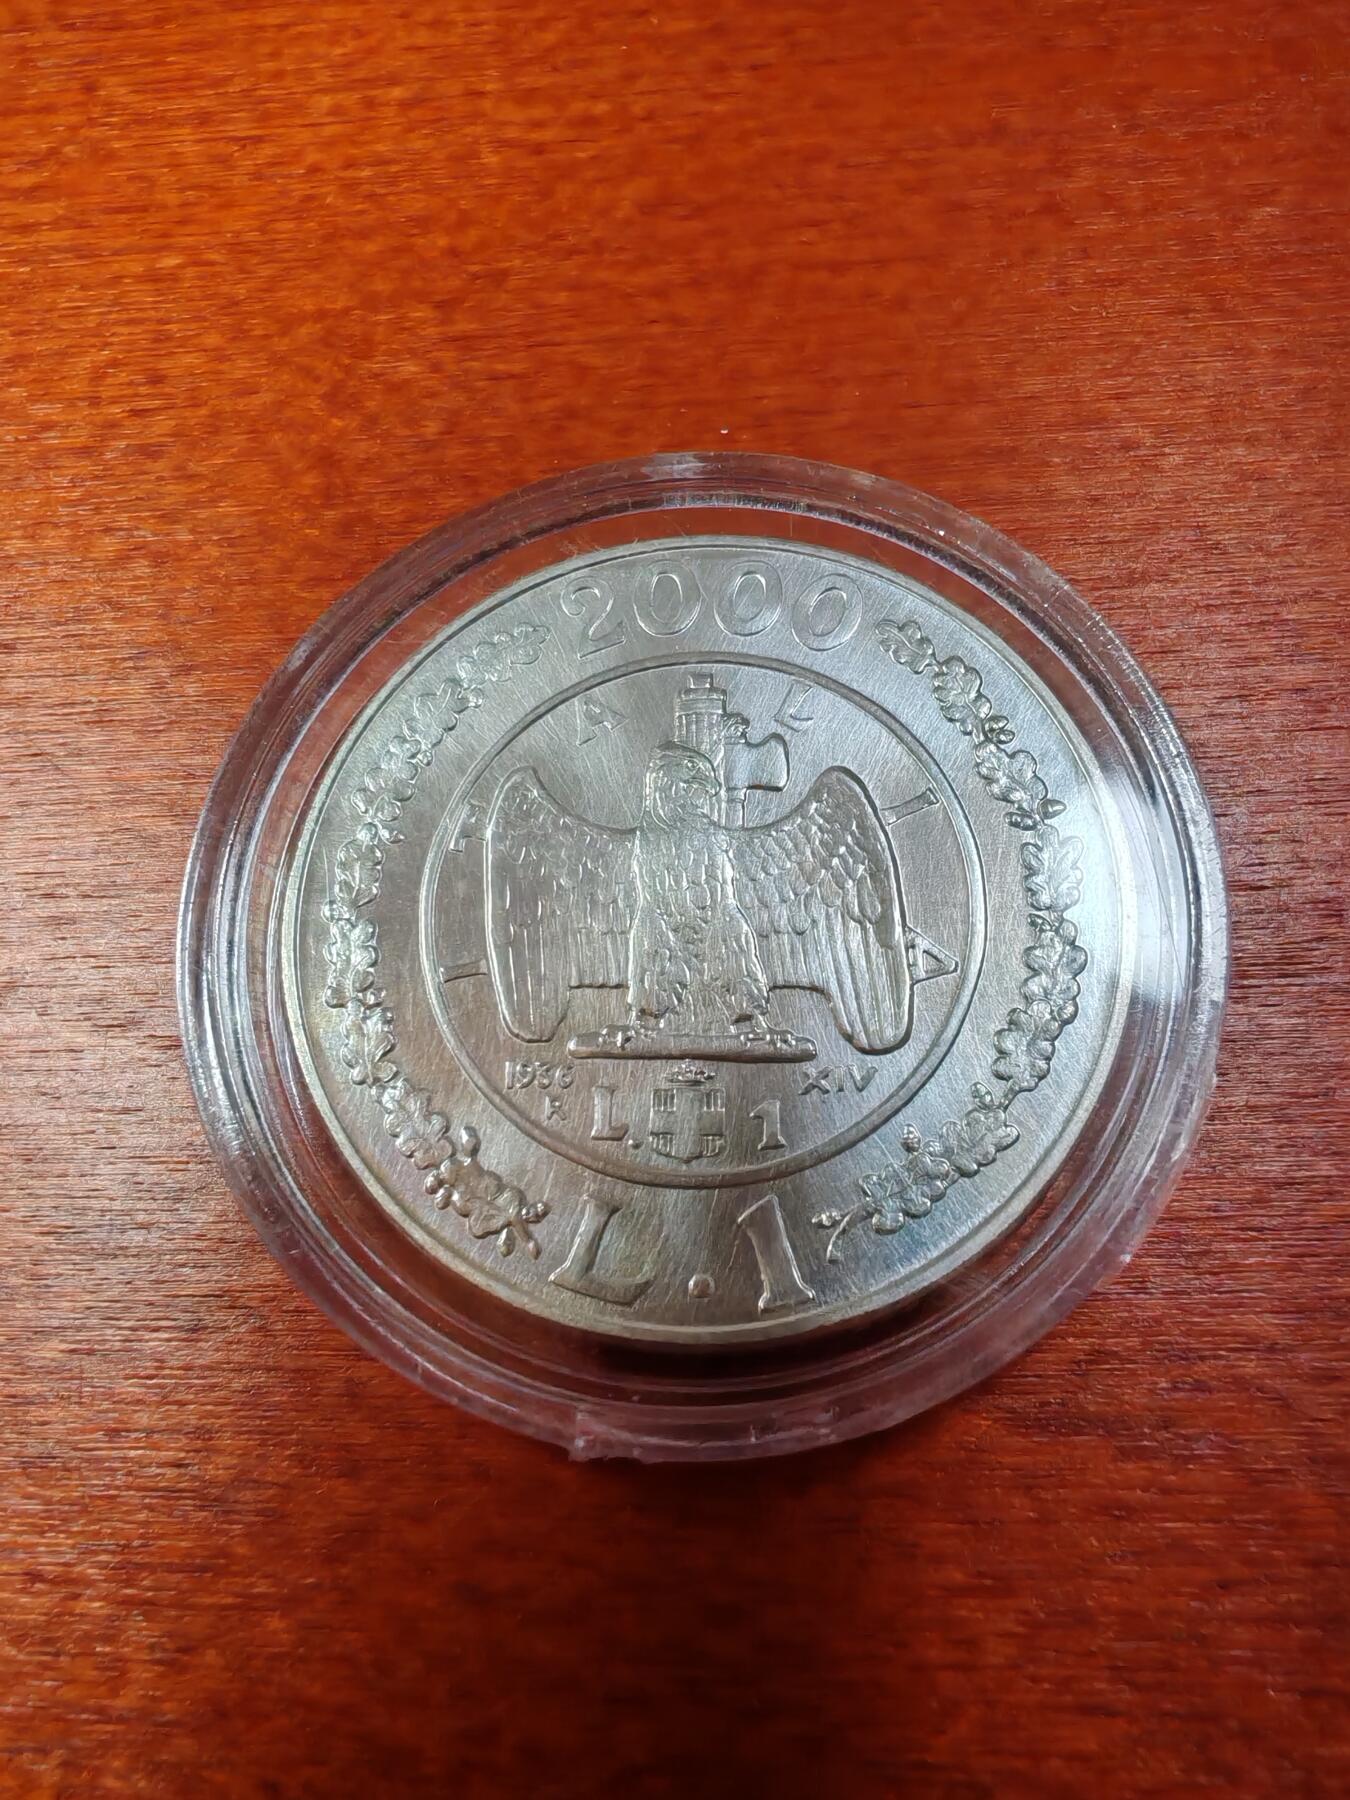 2000
ITALIA
1936 XIV
R
L. 1
L.1